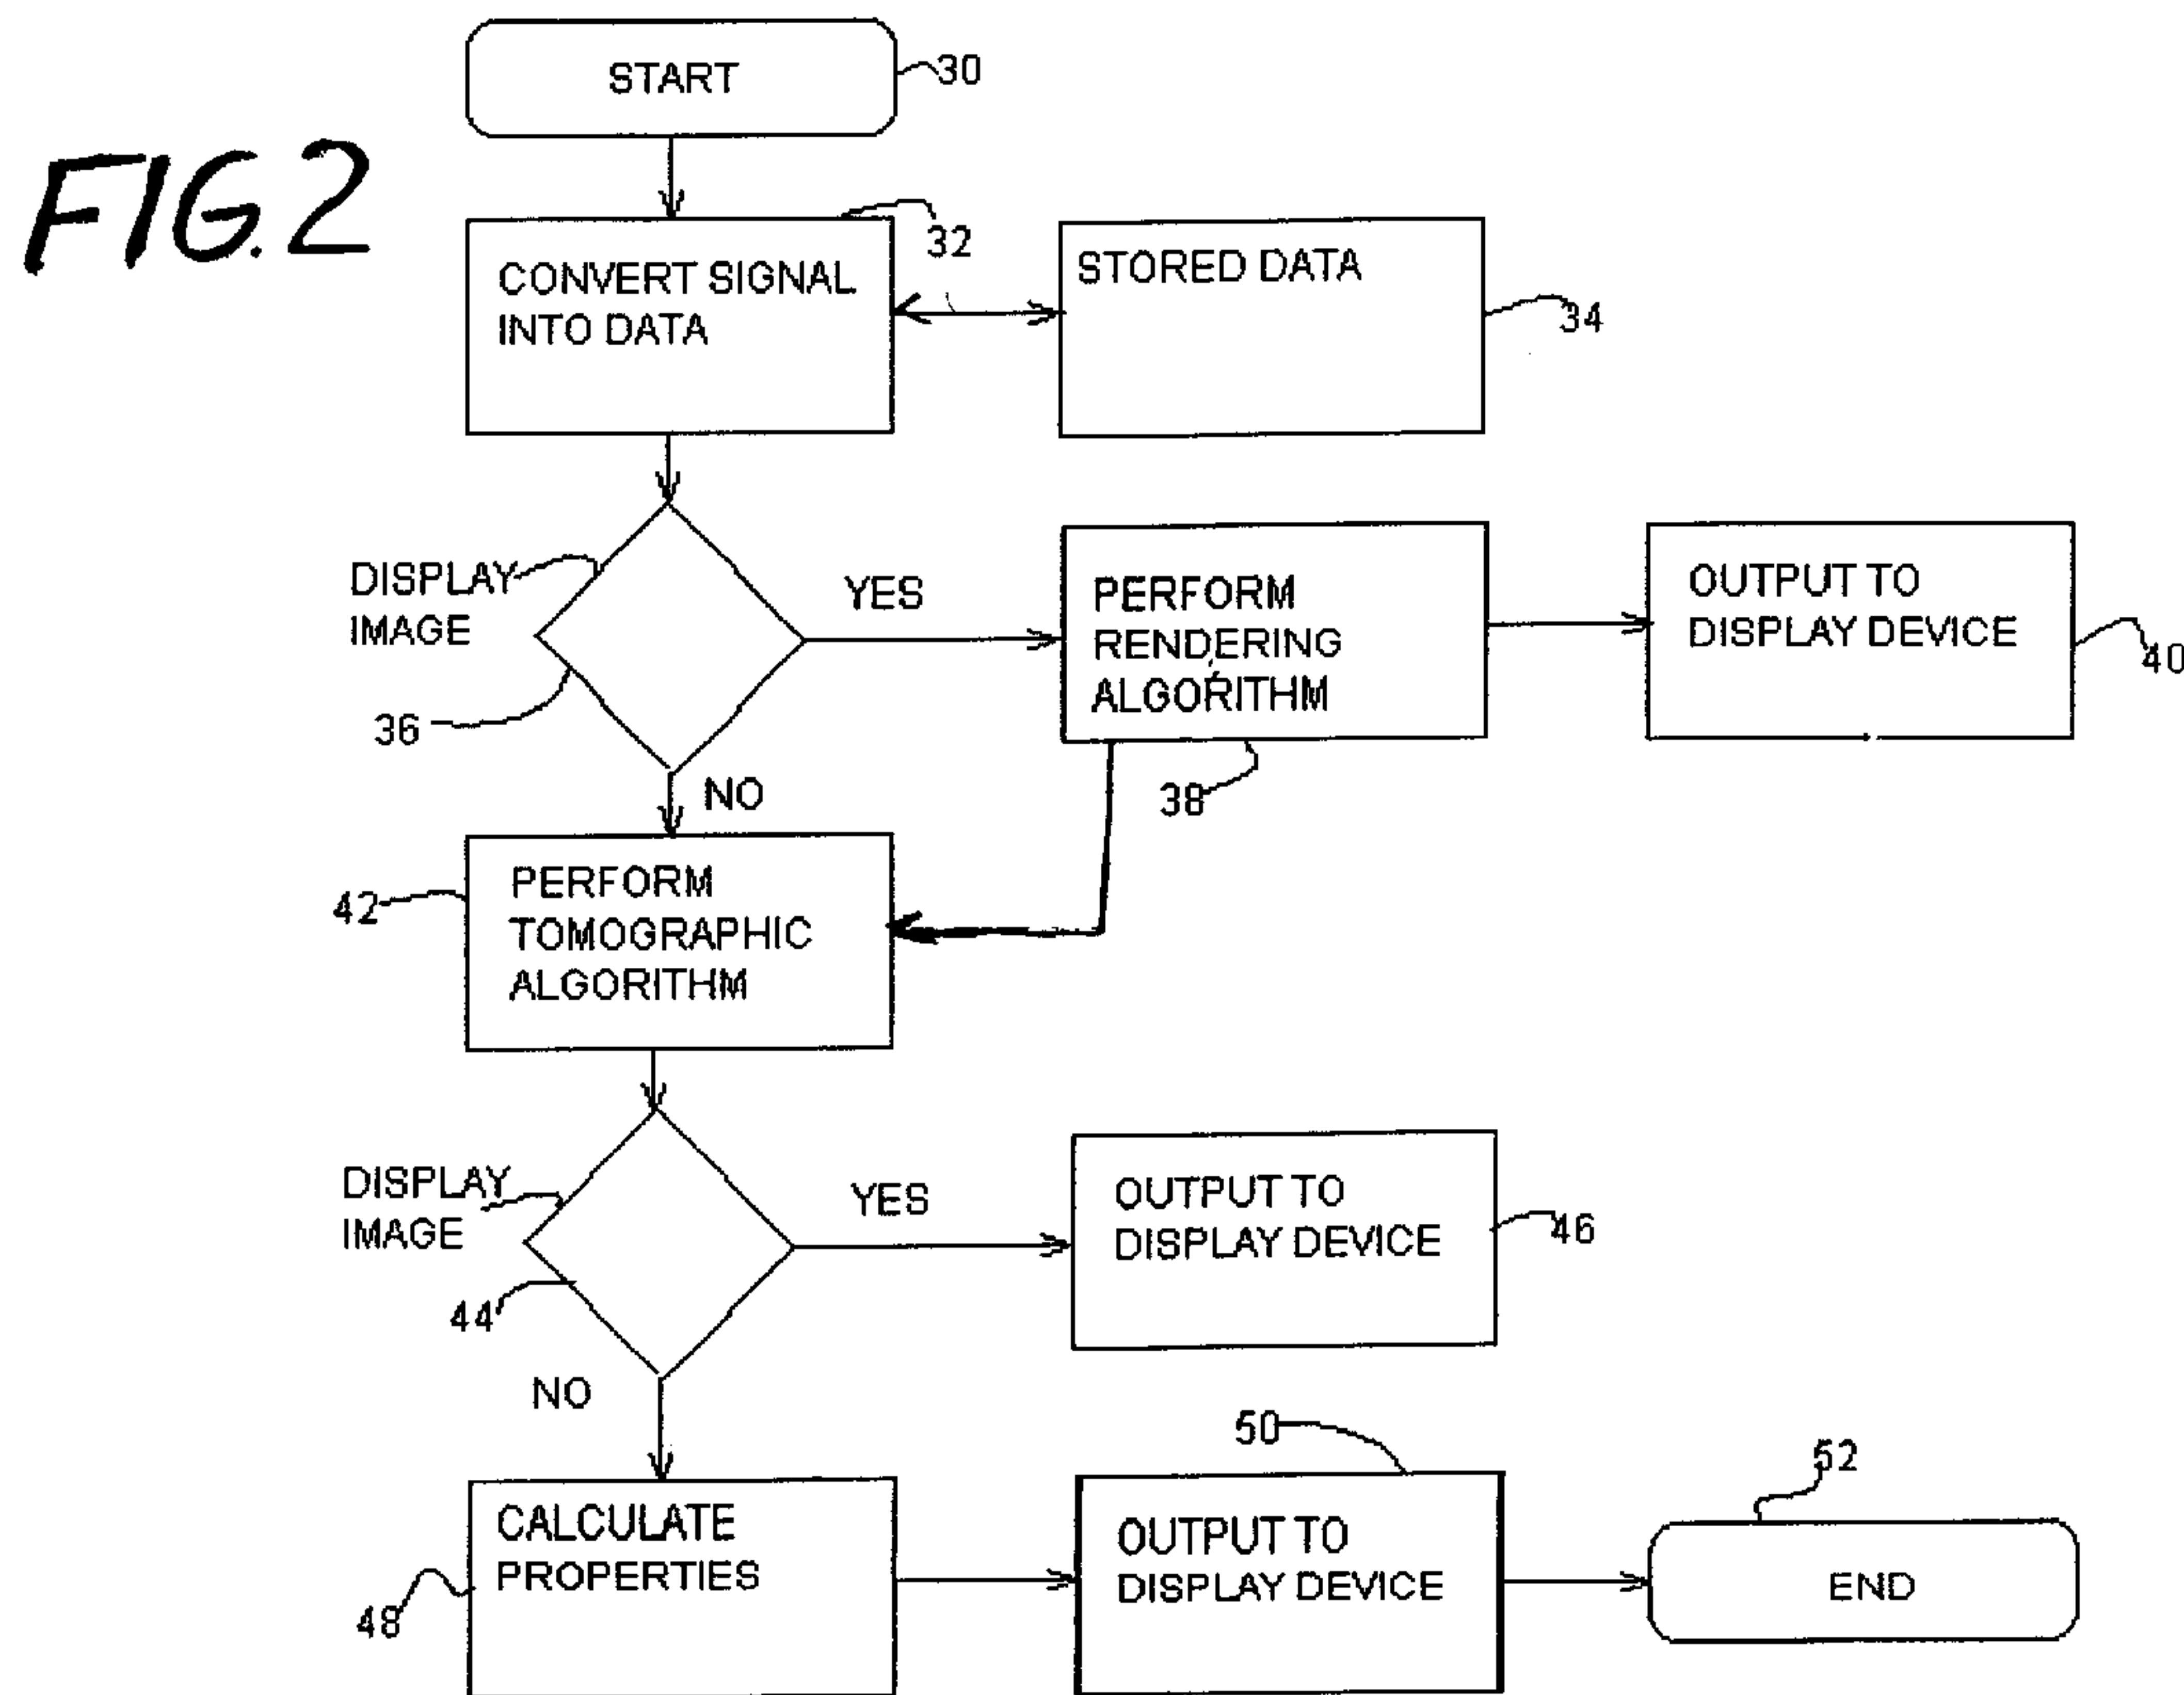 FIG. 2
START
30
32
CONVERT SIGNAL
INTO DATA
STORED DATA
34
DISPLAY
IMAGE
36
YES
PERFORM
RENDERING
ALGORITHM
38
OUTPUT TO
DISPLAY DEVICE
40
NO
42
PERFORM
TOMOGRAPHIC
ALGORITHM
DISPLAY
IMAGE
44
YES
OUTPUT TO
DISPLAY DEVICE
46
NO
48
CALCULATE
PROPERTIES
50
OUTPUT TO
DISPLAY DEVICE
52
END